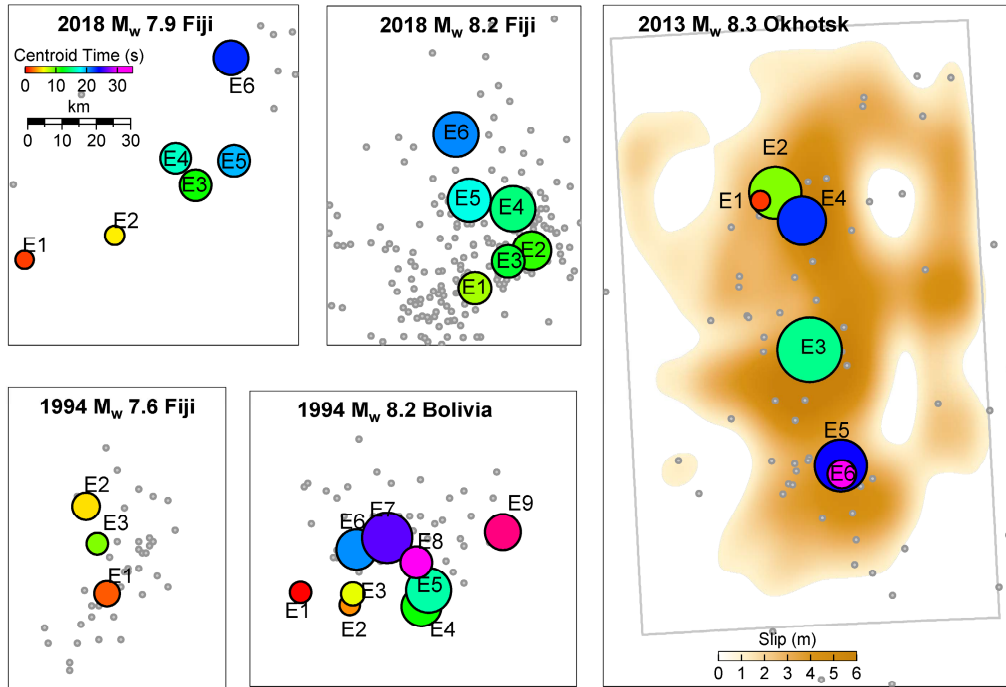 2018 Mw 7.9 Fiji
Centroid Time (s)
0 10 20 30
km
0 10 20 30
E6
E4
E5
E3
E2
E1
2018 Mw 8.2 Fiji
E6
E5
E4
E2
E3
E1
2013 Mw 8.3 Okhotsk
E2
E1
E4
E3
E5
E6
Slip (m)
0 1 2 3 4 5 6
1994 Mw 7.6 Fiji
E2
E3
E1
1994 Mw 8.2 Bolivia
E9
E7
E6
E8
E5
E3
E1
E2
E4